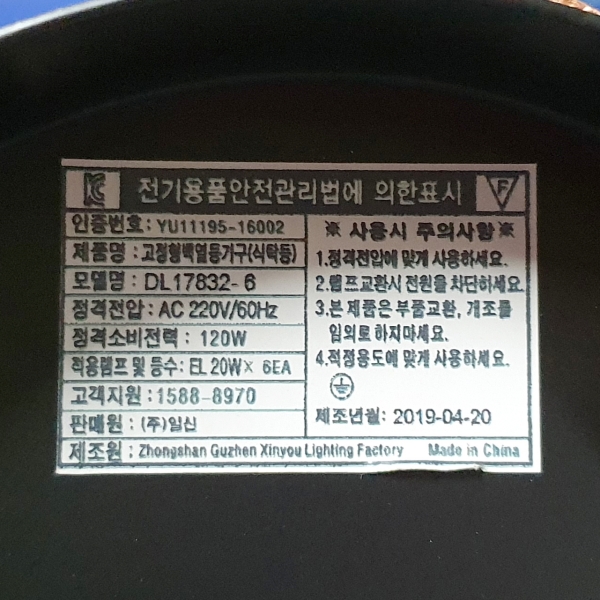 KC 전기용품안전관리법에 의한표시 F
인증번호: YU11195-16002
제품명: 고정형백열등기구(식탁등)
모델명: DL17832-6
정격전압: AC 220V/60Hz
정격소비전력: 120W
적용램프 및 등수: EL 20W× 6EA
고객지원: 1588-8970
판매원: (주)일신
※ 사용시 주의사항 ※
1.정격전압에 맞게 사용하세요.
2.램프교환시 전원을 차단하세요.
3.본 제품은 부품교환, 개조를
임의로 하지마세요.
4.적정용도에 맞게 사용하세요.
제조년월: 2019-04-20
제조원: Zhongshan Guzhen Xinyou Lighting Factory Made in China